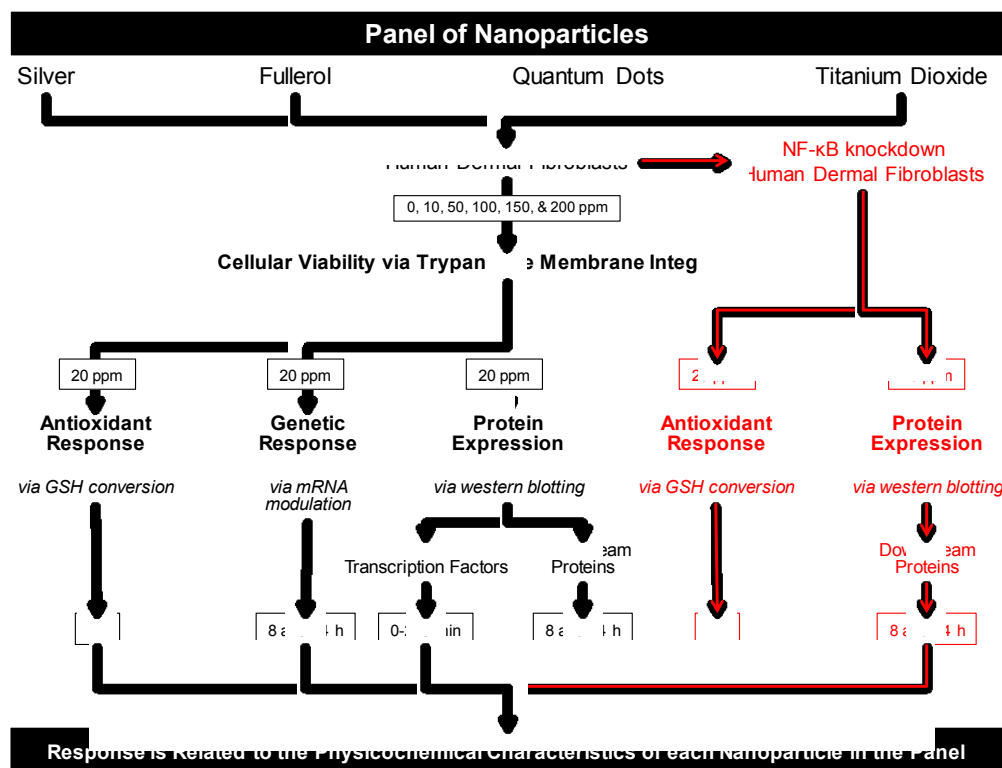 Panel of Nanoparticles
Silver Fullerol Quantum Dots Titanium Dioxide
Human Dermal Fibroblasts
NF-κB knockdown
Human Dermal Fibroblasts
0, 10, 50, 100, 150, & 200 ppm
Cellular Viability via Trypan Membrane
20 ppm 20 ppm 20 ppm
Antioxidant Response
Genetic Response
Protein Expression
Antioxidant Response
Protein Expression
via GSH conversion
via mRNA modulation
via western blotting
via GSH conversion
via western blotting
Transcription Factors
Proteins
Proteins
8 h
8 h
8 h
Response is Related to the Physicochemical Characteristics of each Nanoparticle in the Panel